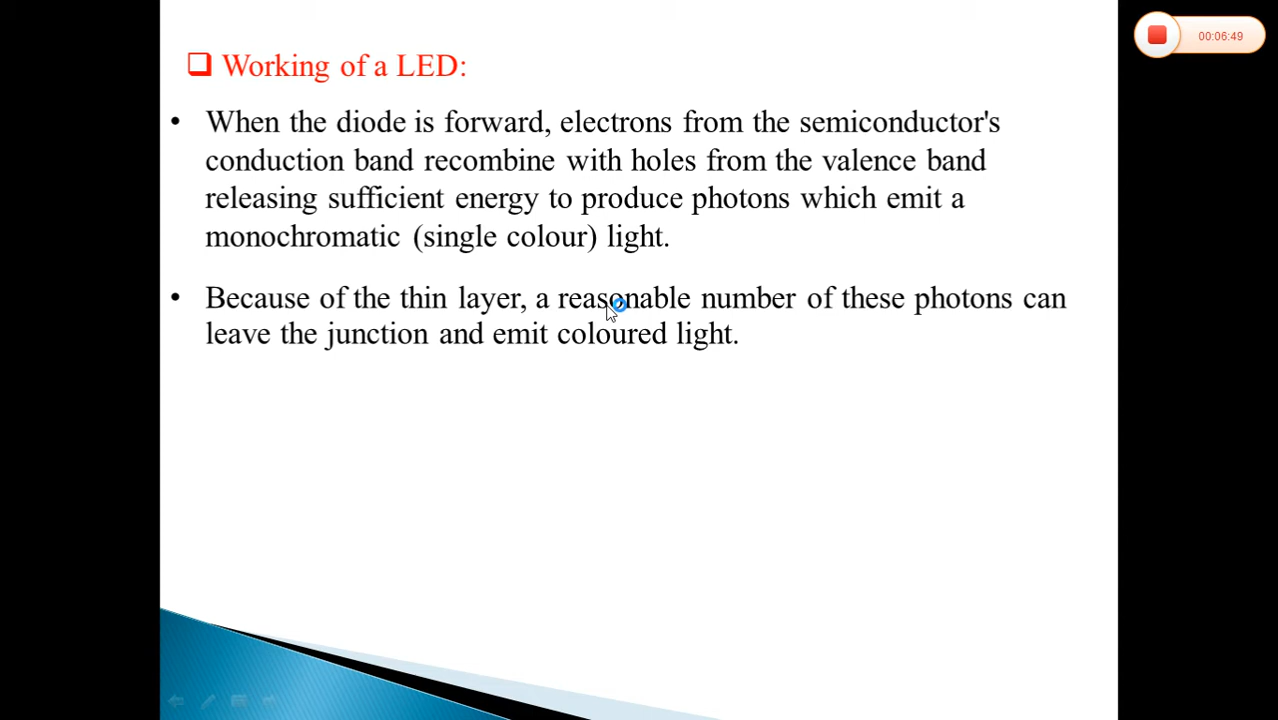 ❑ Working of a LED:
00:06:49
• When the diode is forward, electrons from the semiconductor's
conduction band recombine with holes from the valence band
releasing sufficient energy to produce photons which emit a
monochromatic (single colour) light.
• Because of the thin layer, a reasonable number of these photons can
leave the junction and emit coloured light.